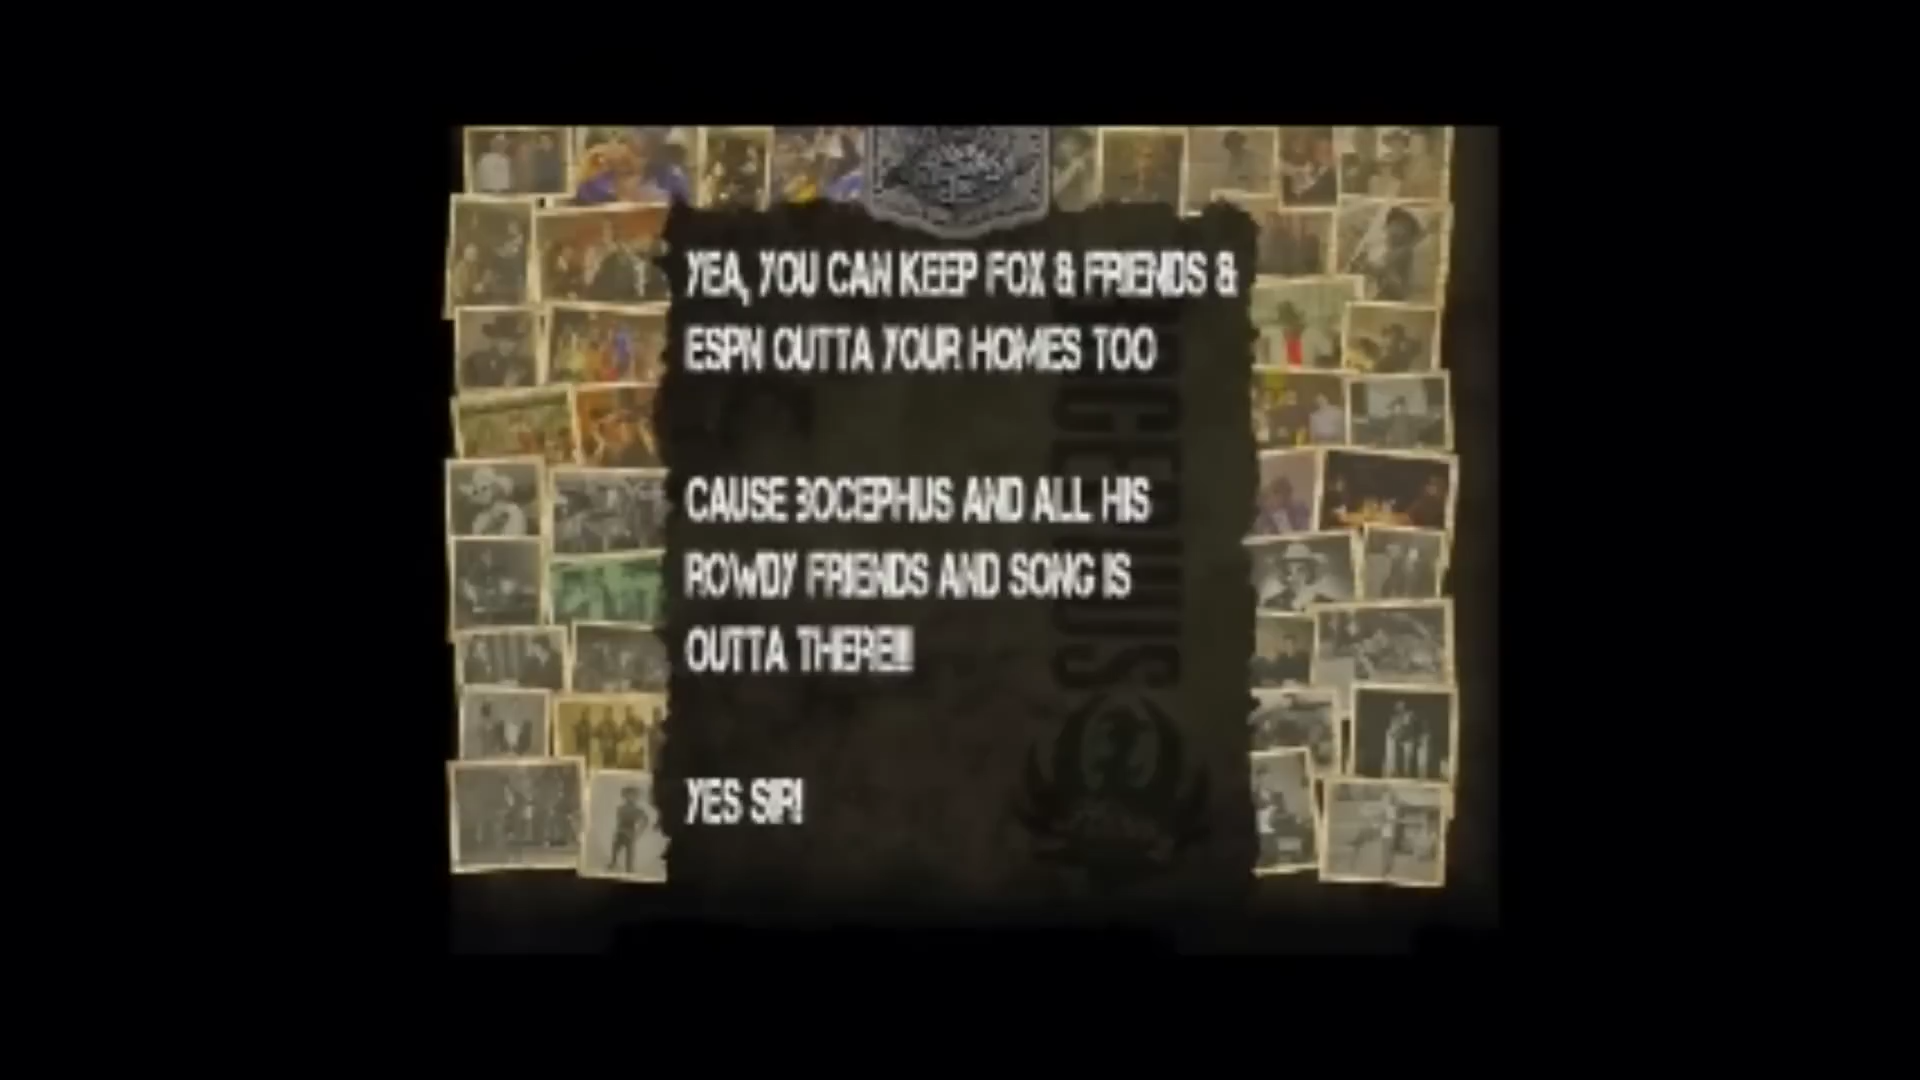 YEA, YOU CAN KEEP FOX & FRIENDS &
ESPN OUTTA YOUR HOMES TOO
CAUSE BOCEPHUS AND ALL HIS
ROWDY FRIENDS AND SONG IS
OUTTA THERE!!!
YES SIR!
BOCEPHUS